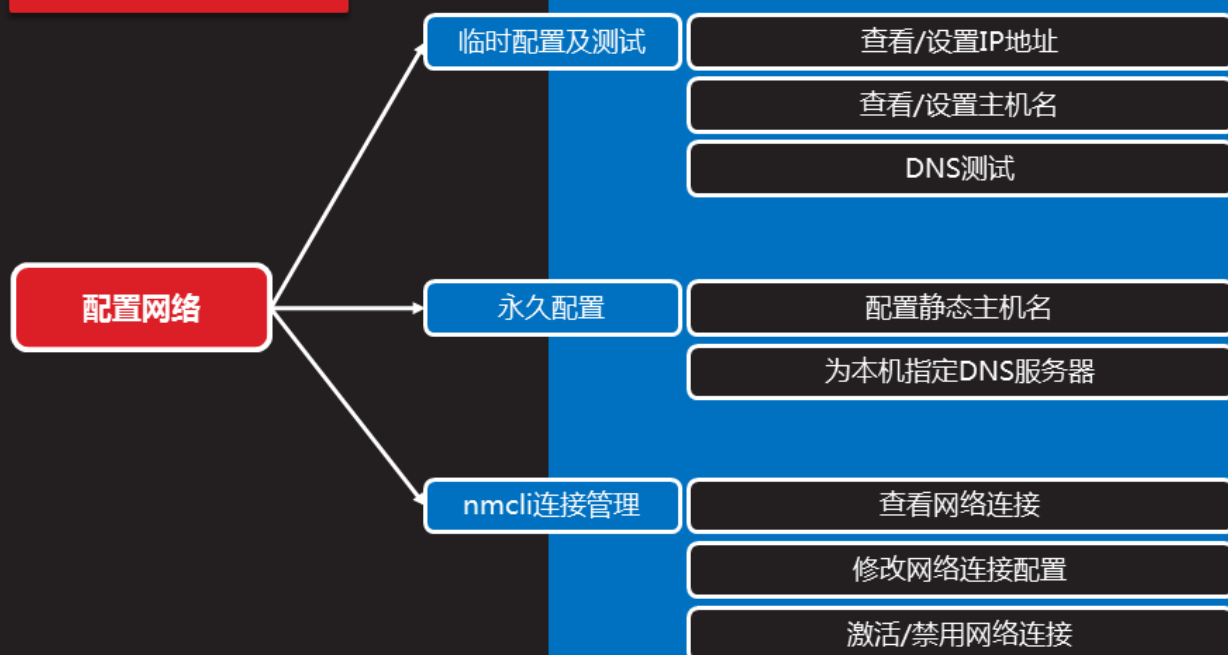 临时配置及测试
查看/设置IP地址
查看/设置主机名
DNS测试
配置网络
永久配置
配置静态主机名
为本机指定DNS服务器
nmcli连接管理
查看网络连接
修改网络连接配置
激活/禁用网络连接